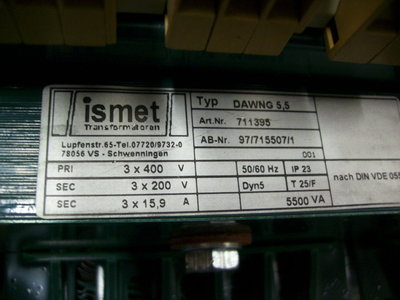 ismet
Transformatoren
Lupfenstr.65-Tel.07720/9732-0
78056 VS - Schwenningen
Typ DAWNG 5,5
Art.Nr. 711395
AB-Nr. 97/715507/1
001
PRI 3 x 400 V 50/60 Hz IP 23
SEC 3 x 200 V Dyn5 T 25/F
SEC 3 x 15,9 A 5500 VA
nach DIN VDE 055